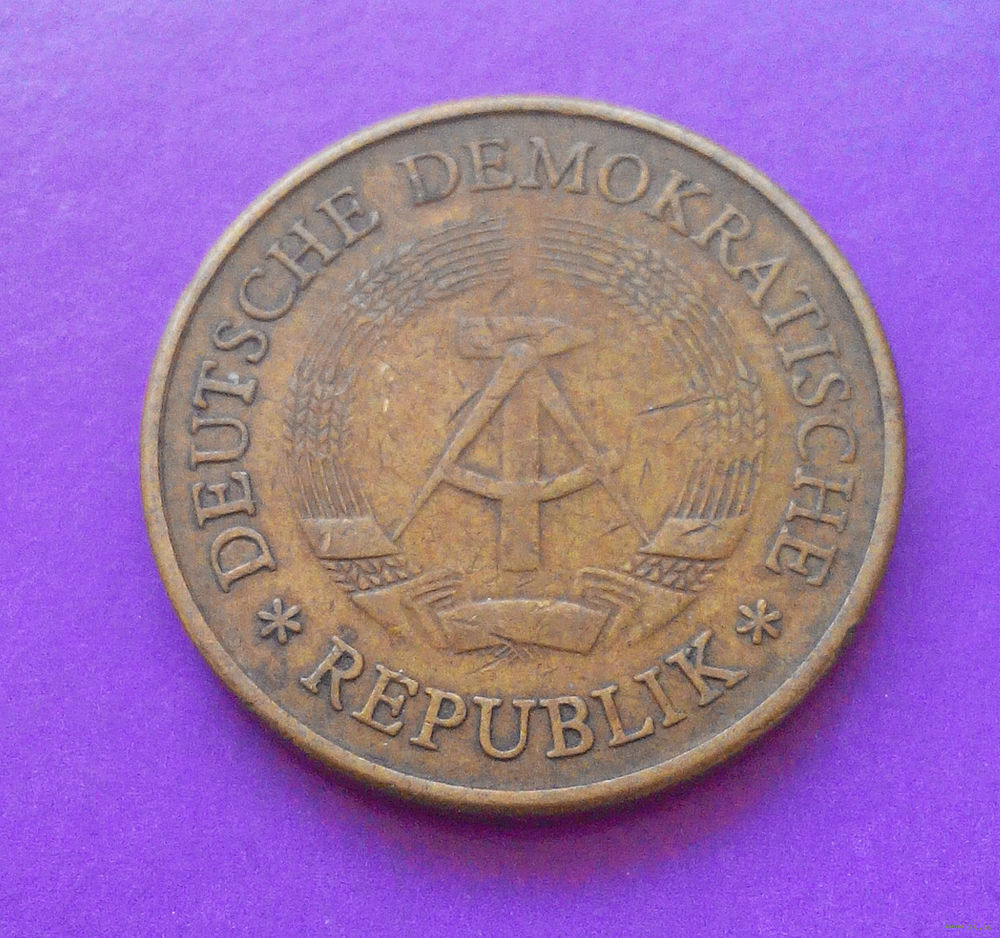 DEUTSCHE DEMOKRATISCHE
* REPUBLIK *